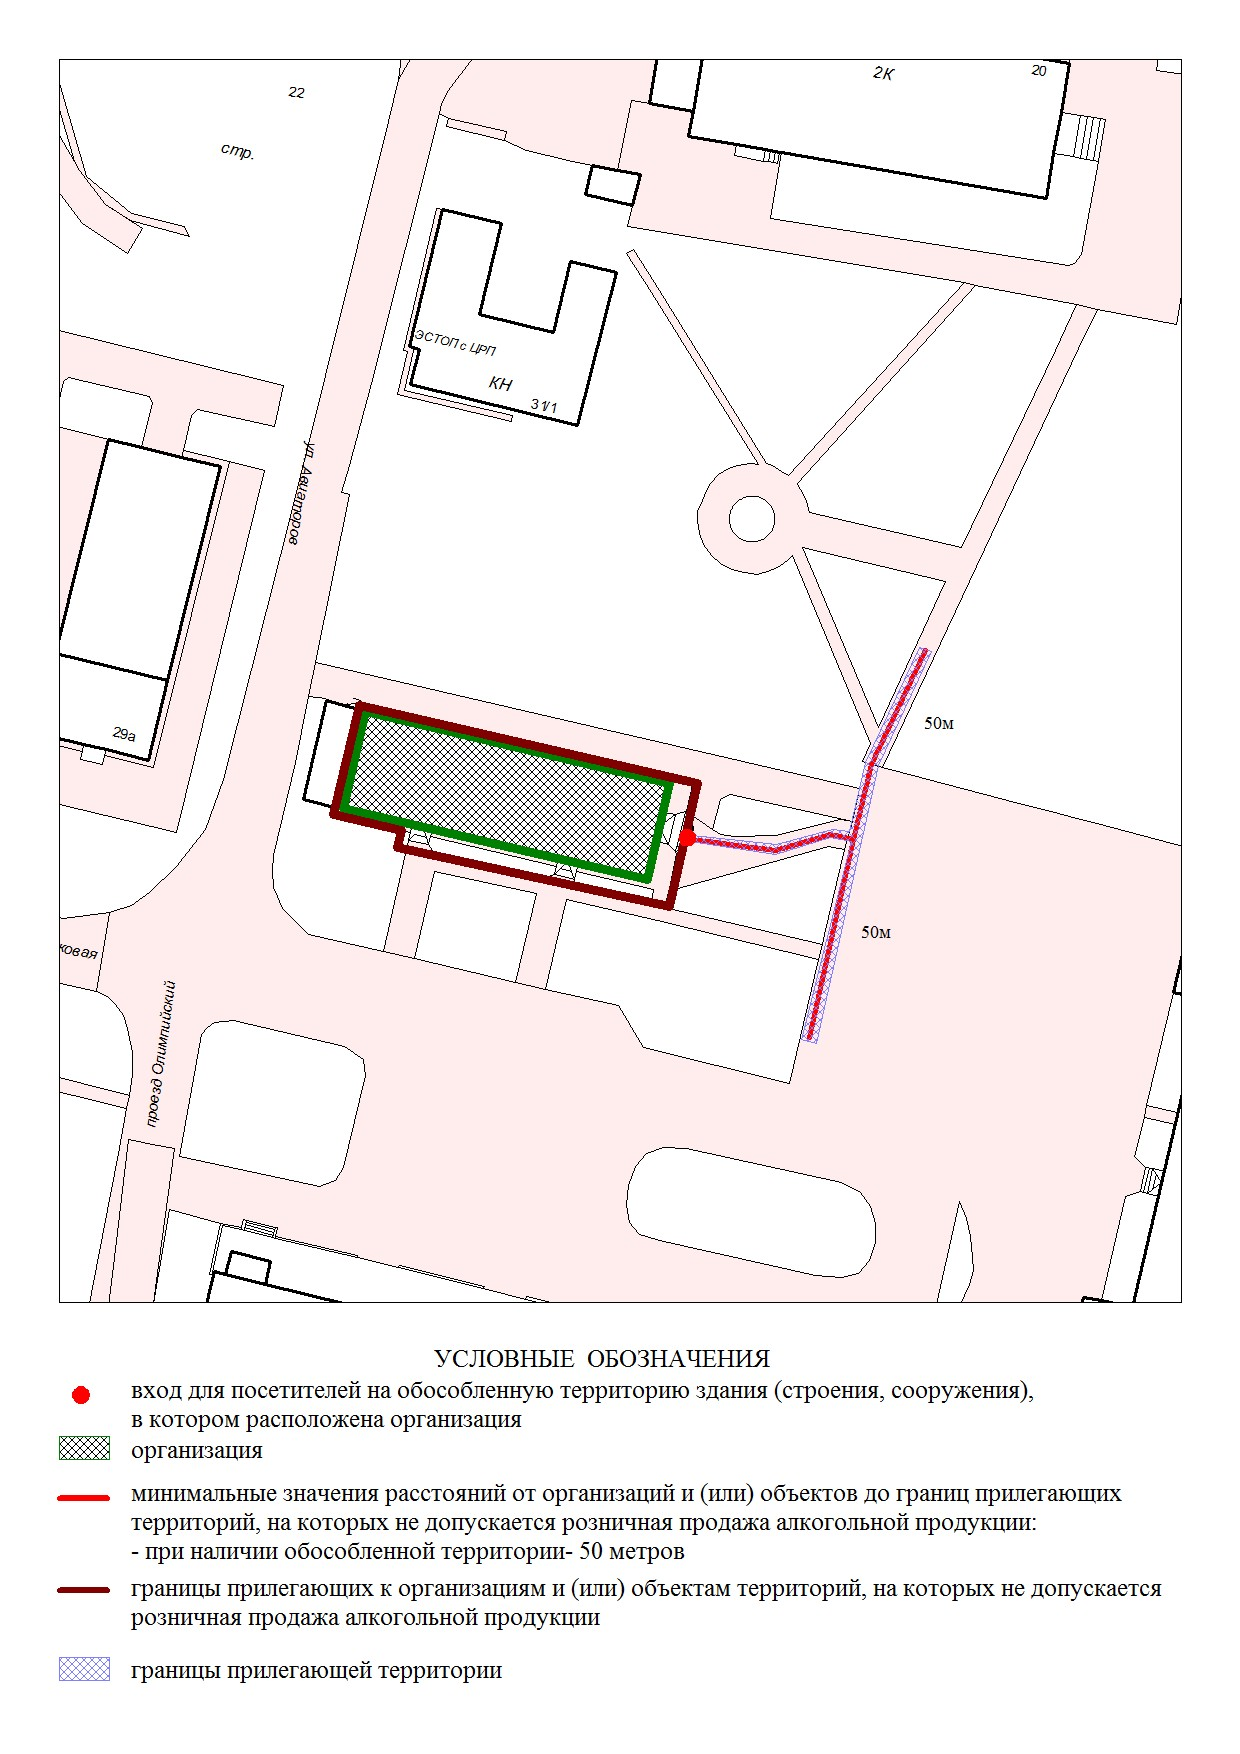 2К
20
22
стр.
ЭСТОП с ЦРП
КН
31/1
ул. Авиаторов
29а
50м
50м
ковая
проезд Олимпийский
УСЛОВНЫЕ ОБОЗНАЧЕНИЯ
вход для посетителей на обособленную территорию здания (строения, сооружения),
в котором расположена организация
организация
минимальные значения расстояний от организаций и (или) объектов до границ прилегающих
территорий, на которых не допускается розничная продажа алкогольной продукции:
- при наличии обособленной территории- 50 метров
границы прилегающих к организациям и (или) объектам территорий, на которых не допускается
розничная продажа алкогольной продукции
границы прилегающей территории